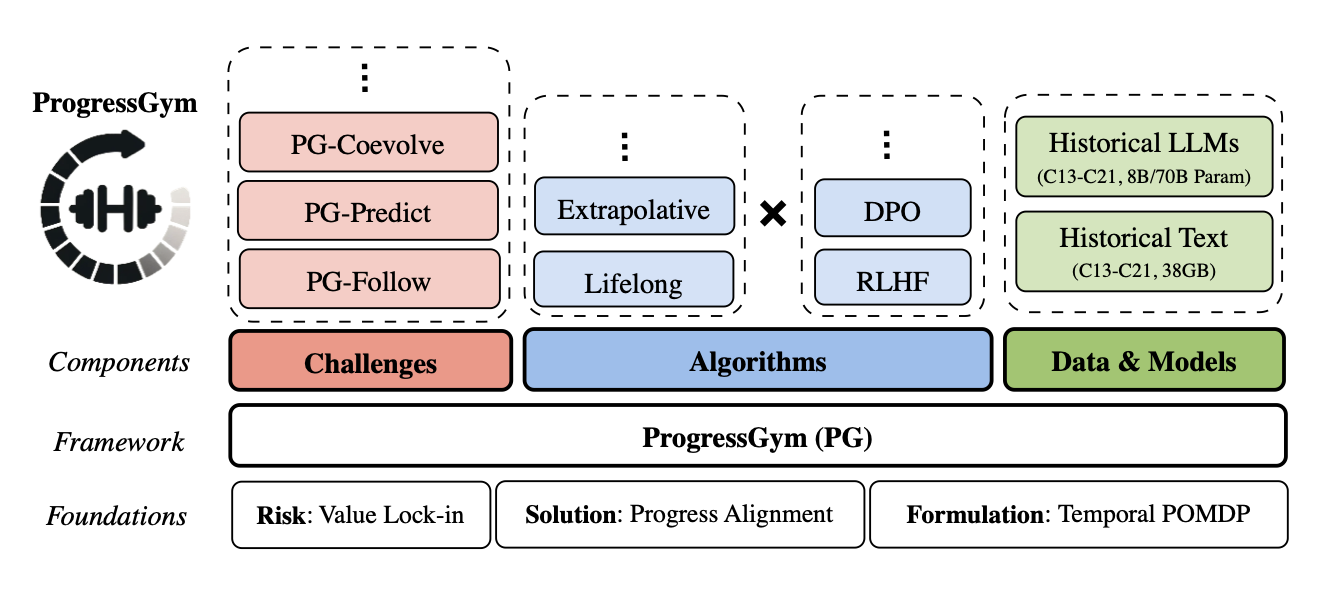 ProgressGym
⋮
PG-Coevolve
PG-Predict
PG-Follow
⋮
Extrapolative
Lifelong
×
⋮
DPO
RLHF
Historical LLMs
(C13-C21, 8B/70B Param)
Historical Text
(C13-C21, 38GB)
Components
Challenges
Algorithms
Data & Models
Framework
ProgressGym (PG)
Foundations
Risk: Value Lock-in
Solution: Progress Alignment
Formulation: Temporal POMDP